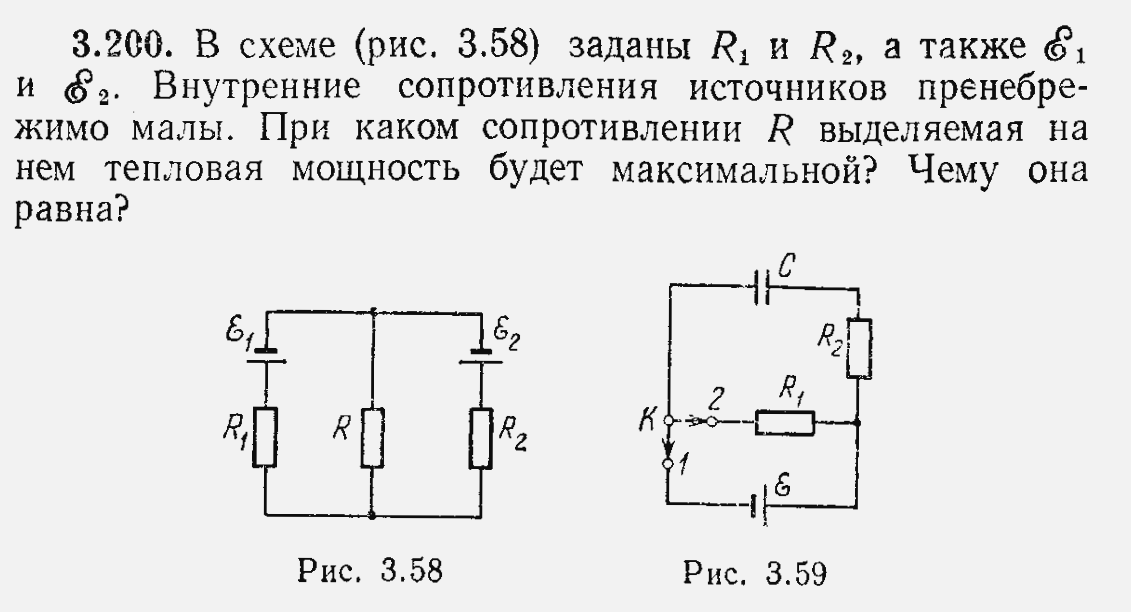 3.200. В схеме (рис. 3.58) заданы R₁ и R₂, а также ℰ₁
и ℰ₂. Внутренние сопротивления источников пренебре-
жимо малы. При каком сопротивлении R выделяемая на
нем тепловая мощность будет максимальной? Чему она
равна?
ℰ₁
ℰ₂
R₁
R
R₂
Рис. 3.58
C
R₂
R₁
2
K
1
ℰ
Рис. 3.59